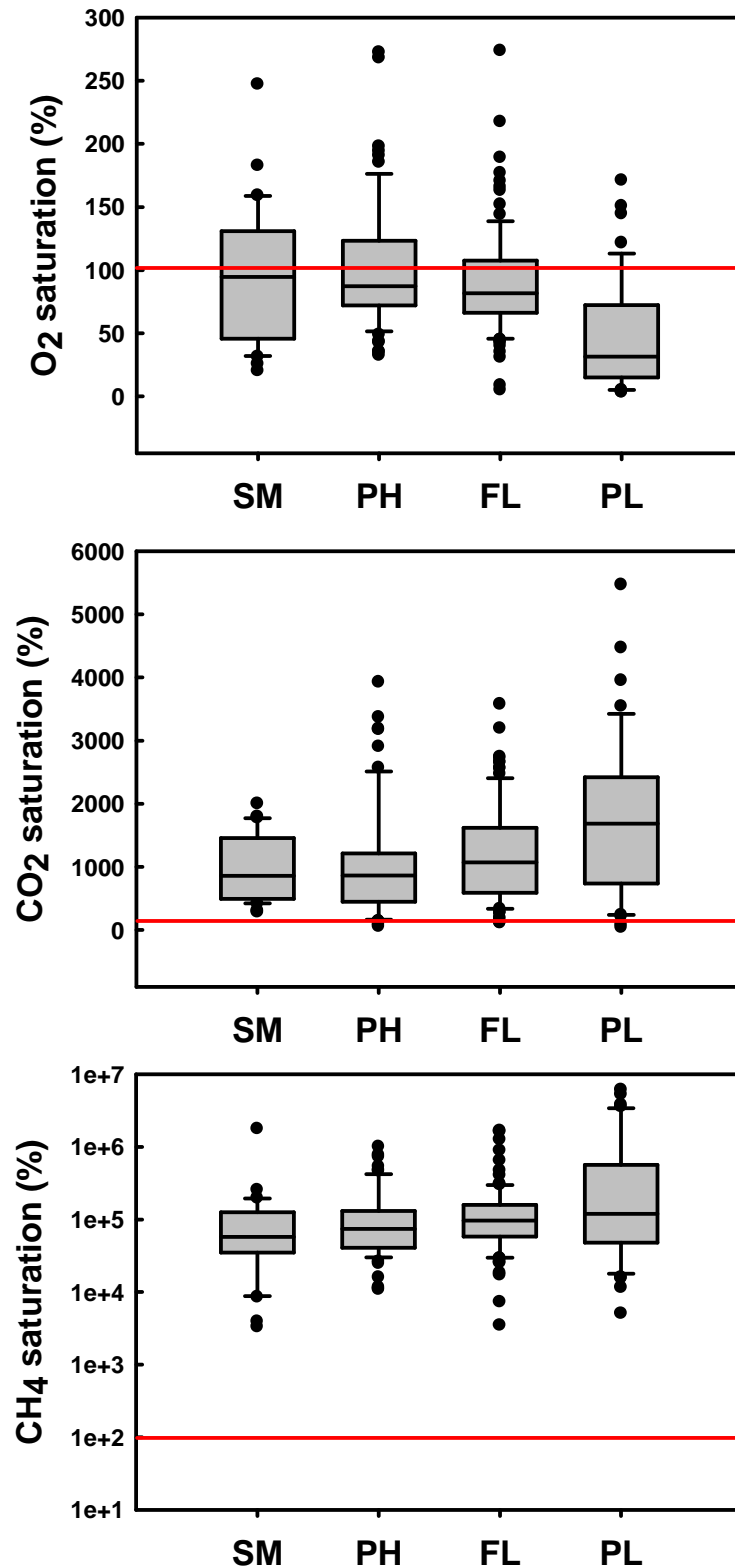 O2 saturation (%)
300
250
200
150
100
50
0
SM PH FL PL
CO2 saturation (%)
6000
5000
4000
3000
2000
1000
0
SM PH FL PL
CH4 saturation (%)
1e+7
1e+6
1e+5
1e+4
1e+3
1e+2
1e+1
SM PH FL PL